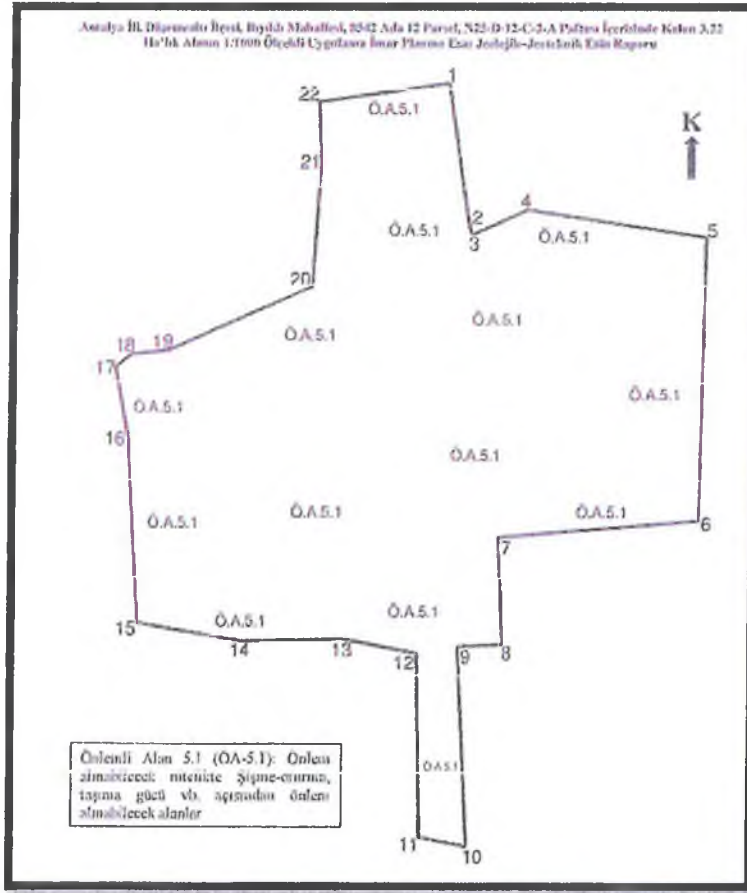 Antalya İli, Döşemealtı İlçesi, Bıyıklı Mahallesi, 8542 Ada 12 Parsel, N25-D-12-C-2-A Paftası İçerisinde Kalan 3.22
Ha'lık Alanın 1/1000 Ölçekli Uygulama İmar Planına Esas Jeolojik-Jeoteknik Etüt Raporu
1
22
Ö.A.5.1
K
21
4
2
Ö.A.5.1
3
Ö.A.5.1
5
20
Ö.A.5.1
Ö.A.5.1
18
19
17
Ö.A.5.1
Ö.A.5.1
16
Ö.A.5.1
Ö.A.5.1
Ö.A.5.1
Ö.A.5.1
6
7
15
Ö.A.5.1
Ö.A.5.1
14
13
12
9
8
Önlemli Alan 5.1 (ÖA-5.1): Önlem
alınabilecek nitelikte Şişme-oturma,
taşıma gücü vb. açısından önlem
alınabilecek alanlar
Ö.A.5.1
11
10